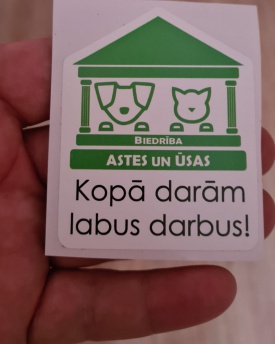 BIEDRĪBA
ASTES UN ŪSAS
Kopā darām
labus darbus!